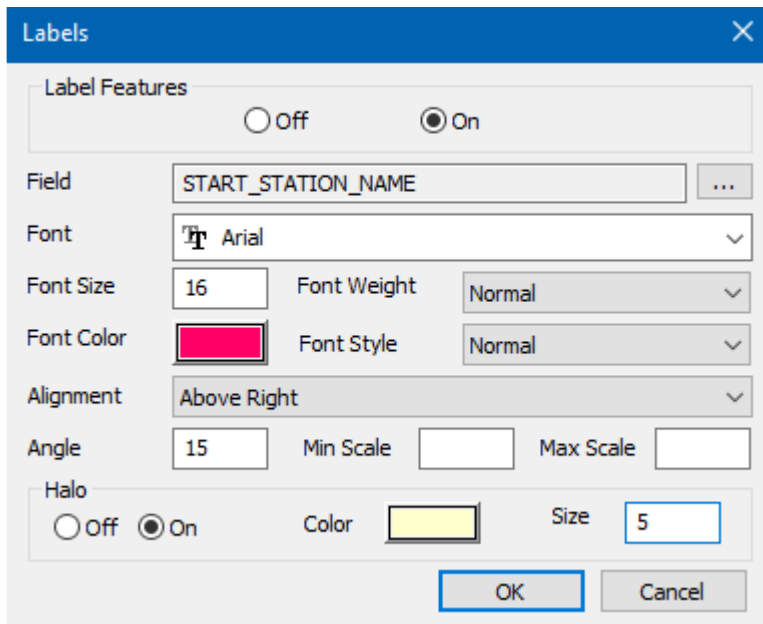 Labels
Label Features
Off On
Field START_STATION_NAME ...
Font Arial
Font Size 16 Font Weight Normal
Font Color Font Style Normal
Alignment Above Right
Angle 15 Min Scale Max Scale
Halo
Off On Color Size 5
OK Cancel